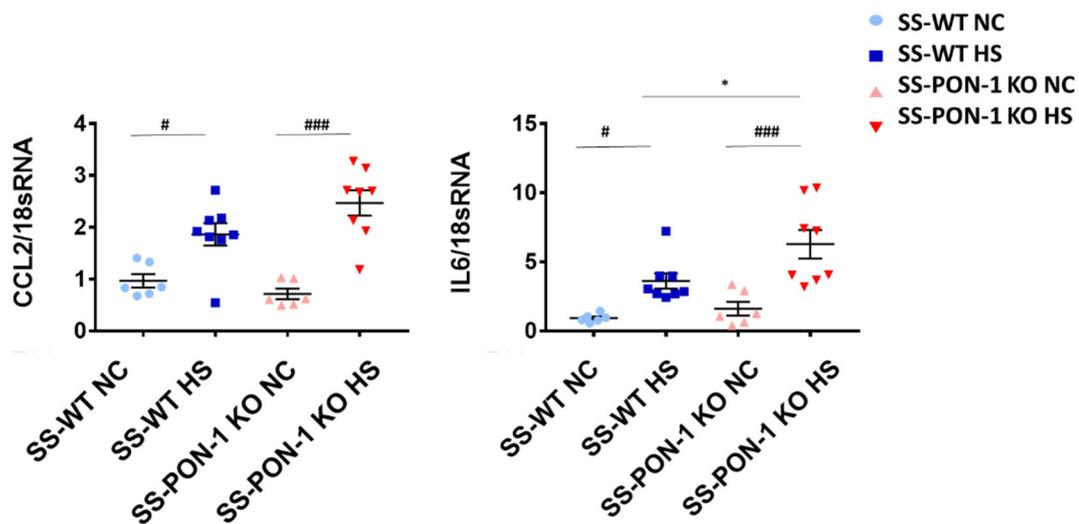 SS-WT NC
SS-WT HS
SS-PON-1 KO NC
SS-PON-1 KO HS
CCL2/18sRNA
4
3
2
1
0
#
###
SS-WT NC
SS-WT HS
SS-PON-1 KO NC
SS-PON-1 KO HS
IL6/18sRNA
15
10
5
0
#
###
*
SS-WT NC
SS-WT HS
SS-PON-1 KO NC
SS-PON-1 KO HS